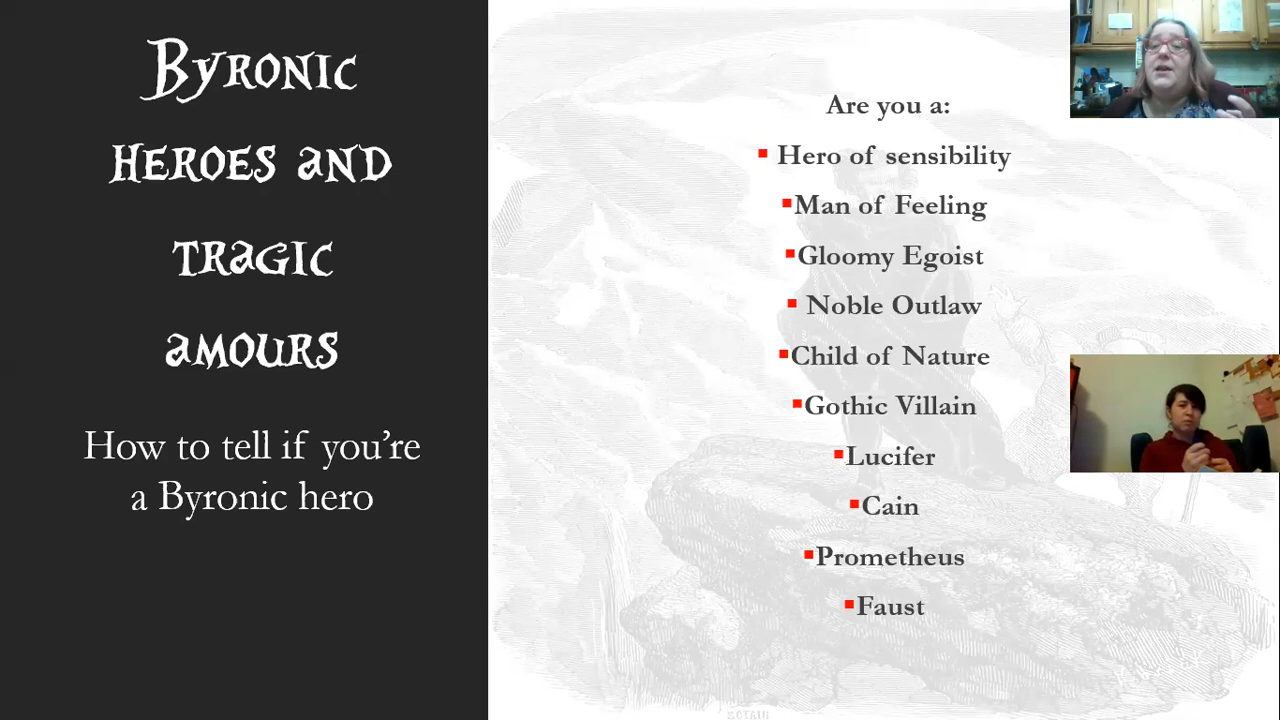 Byronic
heroes and
tragic
amours
How to tell if you're
a Byronic hero
Are you a:
▪ Hero of sensibility
▪Man of Feeling
▪Gloomy Egoist
▪ Noble Outlaw
▪Child of Nature
▪Gothic Villain
▪Lucifer
▪Cain
▪Prometheus
▪Faust